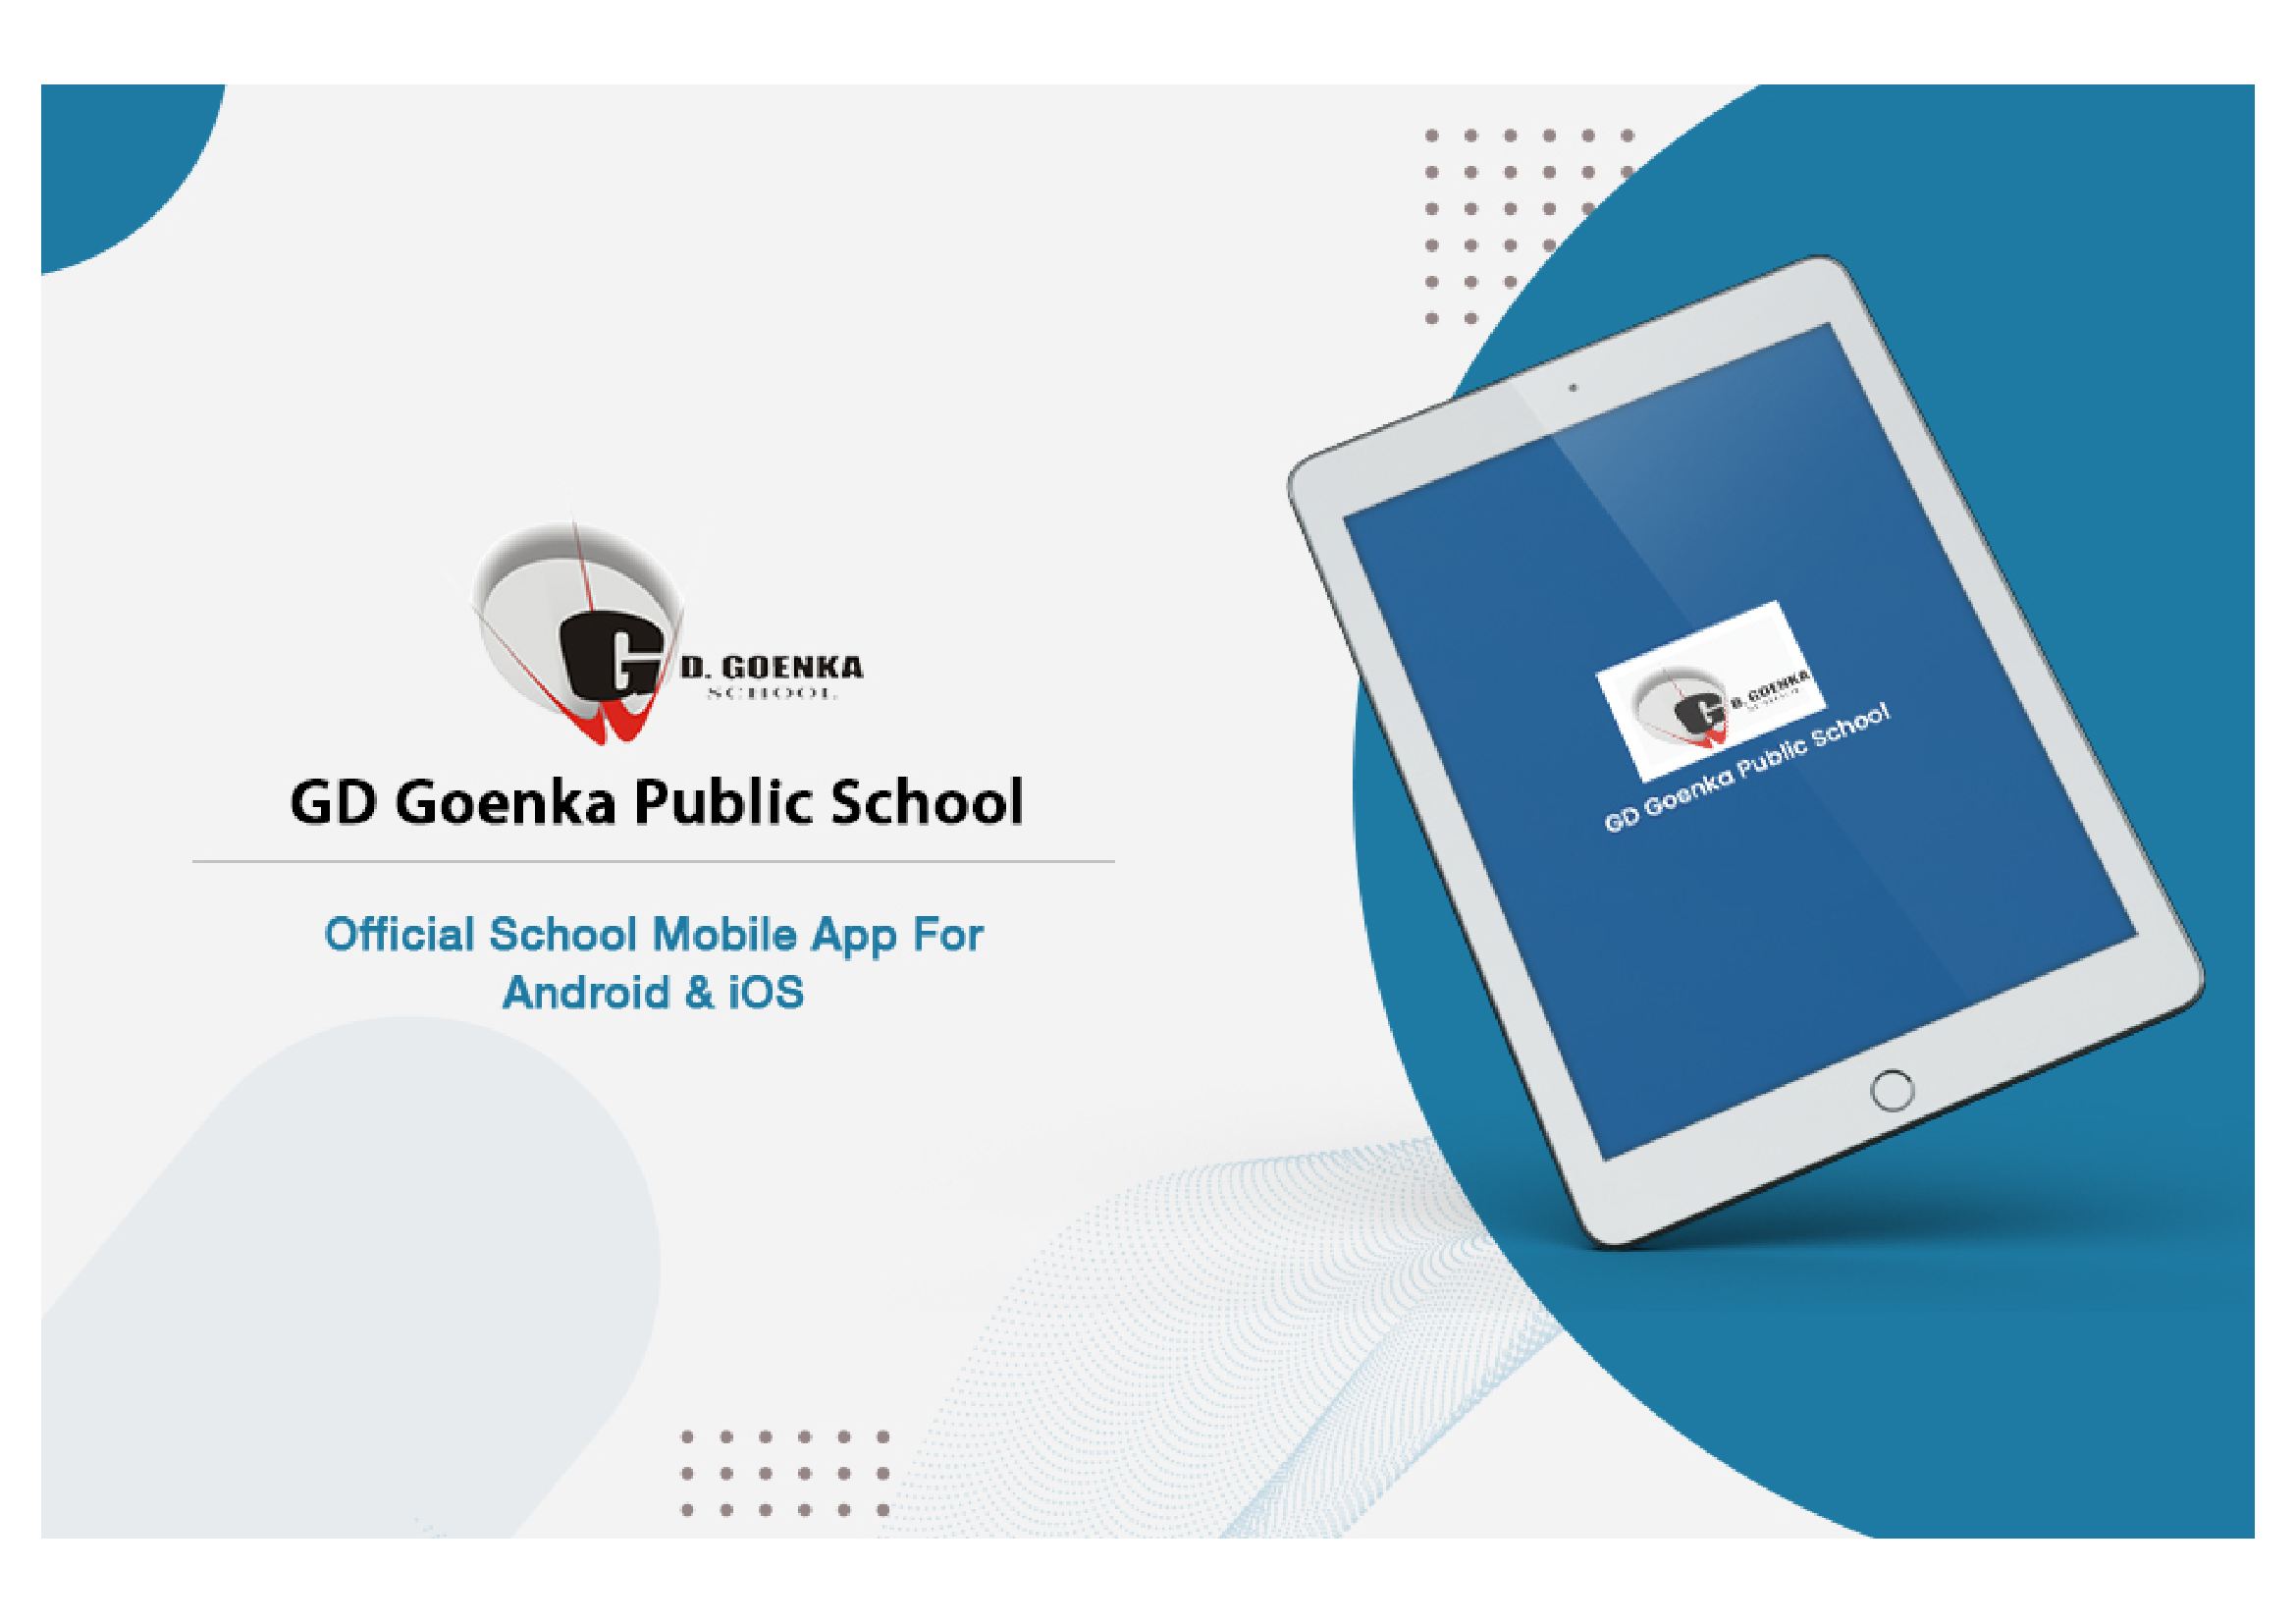 G D. GOENKA
SCHOOL
GD Goenka Public School
Official School Mobile App For
Android & iOS
G D. GOENKA
GD Goenka Public School